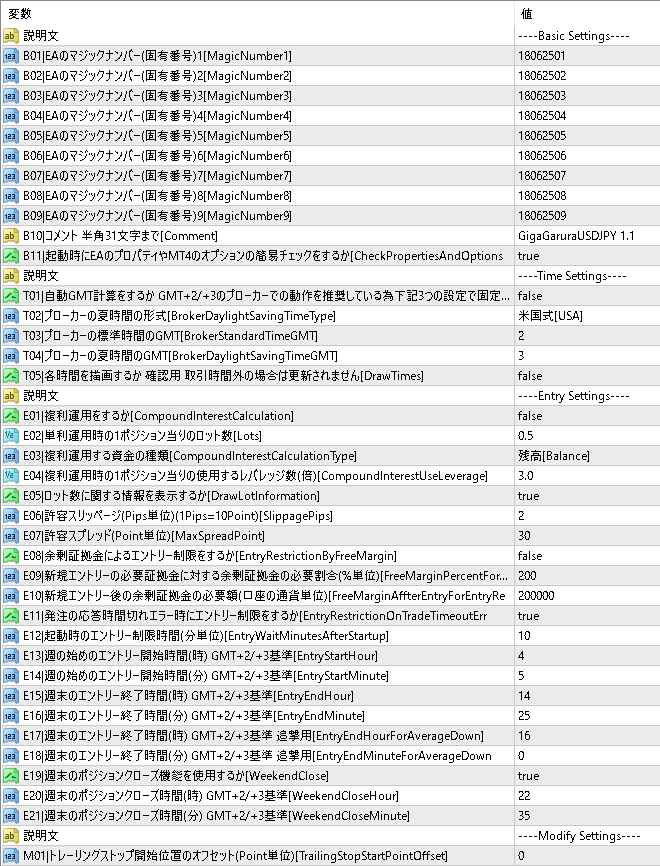 変数 値
説明文 ----Basic Settings----
B01|EAのマジックナンバー(固有番号)1[MagicNumber1] 18062501
B02|EAのマジックナンバー(固有番号)2[MagicNumber2] 18062502
B03|EAのマジックナンバー(固有番号)3[MagicNumber3] 18062503
B04|EAのマジックナンバー(固有番号)4[MagicNumber4] 18062504
B05|EAのマジックナンバー(固有番号)5[MagicNumber5] 18062505
B06|EAのマジックナンバー(固有番号)6[MagicNumber6] 18062506
B07|EAのマジックナンバー(固有番号)7[MagicNumber7] 18062507
B08|EAのマジックナンバー(固有番号)8[MagicNumber8] 18062508
B09|EAのマジックナンバー(固有番号)9[MagicNumber9] 18062509
B10|コメント 半角31文字まで[Comment] GigaGaruraUSDJPY 1.1
B11|起動時にEAのプロパティやMT4のオプションの簡易チェックをするか[CheckPropertiesAndOptions true
説明文 ----Time Settings----
T01|自動GMT計算をするか GMT+2/+3のブローカーでの動作を推奨している為下記3つの設定で固定... false
T02|ブローカーの夏時間の形式[BrokerDaylightSavingTimeType] 米国式[USA]
T03|ブローカーの標準時間のGMT[BrokerStandardTimeGMT] 2
T04|ブローカーの夏時間のGMT[BrokerDaylightSavingTimeGMT] 3
T05|各時間を描画するか 確認用 取引時間外の場合は更新されません[DrawTimes] false
説明文 ----Entry Settings----
E01|複利運用をするか[CompoundInterestCalculation] false
E02|単利運用時の1ポジション当りのロット数[Lots] 0.5
E03|複利運用する資金の種類[CompoundInterestCalculationType] 残高[Balance]
E04|複利運用時の1ポジション当りの使用するレバレッジ数(倍)[CompoundInterestUseLeverage] 3.0
E05|ロット数に関する情報を表示するか[DrawLotInformation] true
E06|許容スリッページ(Pips単位)(1Pips=10Point)[SlippagePips] 2
E07|許容スプレッド(Point単位)[MaxSpreadPoint] 30
E08|余剰証拠金によるエントリー制限をするか[EntryRestrictionByFreeMargin] false
E09|新規エントリーの必要証拠金に対する余剰証拠金の必要割合(%単位)[FreeMarginPercentFor... 200
E10|新規エントリー後の余剰証拠金の必要額(口座の通貨単位)[FreeMarginAffterEntryForEntryRe 200000
E11|発注の応答時間切れエラー時にエントリー制限をするか[EntryRestrictionOnTradeTimeoutErr true
E12|起動時のエントリー制限時間(分単位)[EntryWaitMinutesAfterStartup] 10
E13|週の始めのエントリー開始時間(時) GMT+2/+3基準[EntryStartHour] 4
E14|週の始めのエントリー開始時間(分) GMT+2/+3基準[EntryStartMinute] 5
E15|週末のエントリー終了時間(時) GMT+2/+3基準[EntryEndHour] 14
E16|週末のエントリー終了時間(分) GMT+2/+3基準[EntryEndMinute] 25
E17|週末のエントリー終了時間(時) GMT+2/+3基準 追撃用[EntryEndHourForAverageDown] 16
E18|週末のエントリー終了時間(分) GMT+2/+3基準 追撃用[EntryEndMinuteForAverageDown 0
E19|週末のポジションクローズ機能を使用するか[WeekendClose] true
E20|週末のポジションクローズ時間(時) GMT+2/+3基準[WeekendCloseHour] 22
E21|週末のポジションクローズ時間(分) GMT+2/+3基準[WeekendCloseMinute] 35
説明文 ----Modify Settings----
M01|トレーリングストップ開始位置のオフセット(Point単位)[TrailingStopStartPointOffset] 0